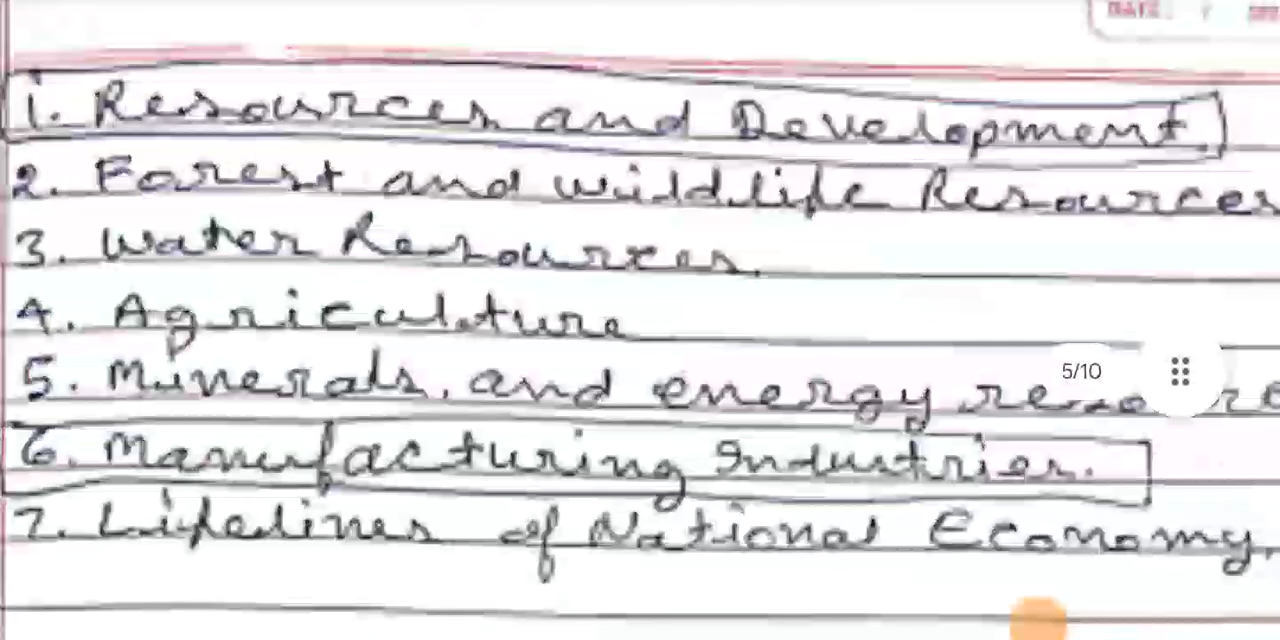 DATE
1. Resources and Development.
2. Forest and wildlife Resources
3. Water Resources.
4. Agriculture
5. Minerals, and energy
5/10
6. Manufacturing Industries.
7. Lifelines of National Economy.